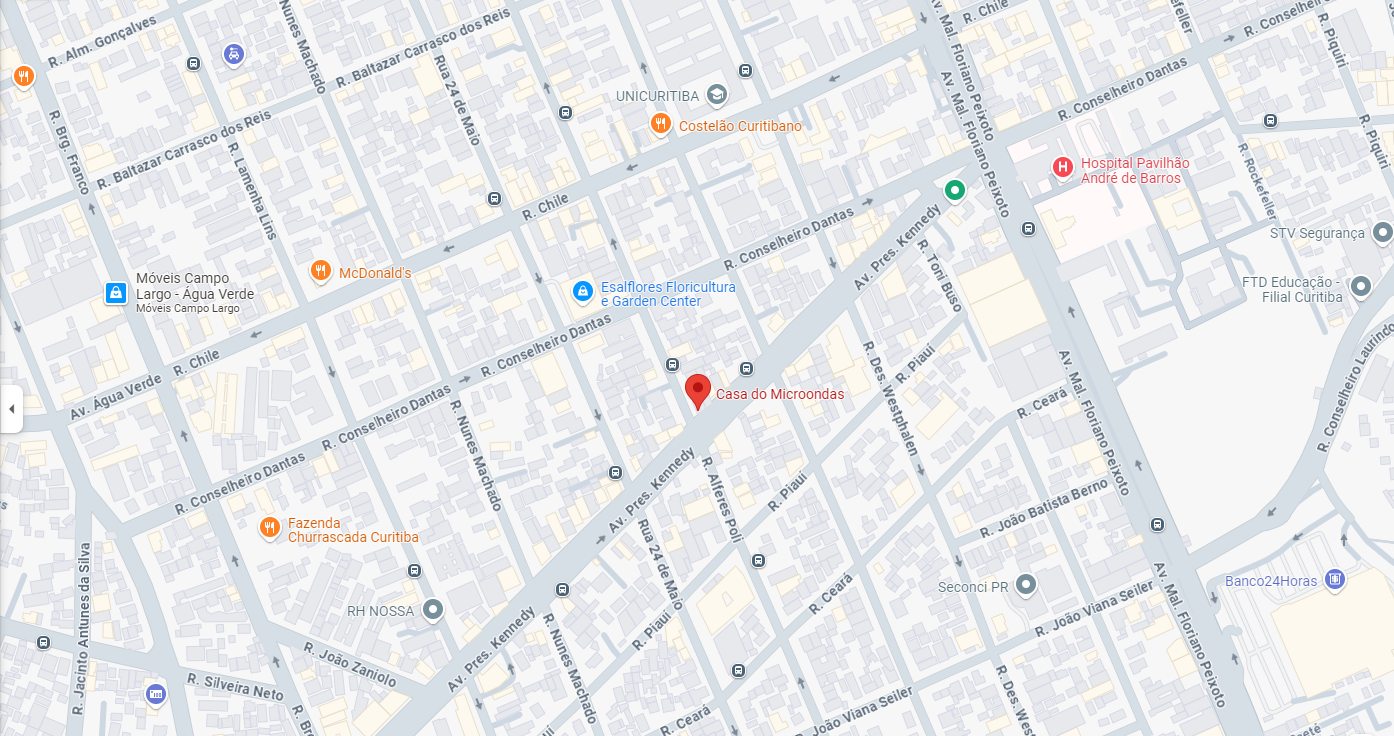 R. Alm. Gonçalves
Nunes Machado
R. Baltazar Carrasco dos Reis
Av. Mal. Floriano Peixoto
R. Chile
R. Conselheiro
R. Piquiri
R. Brg. Franco
Rua 24 de Maio
UNICURITIBA
Costelão Curitibano
Av. Mal. Floriano Peixoto
R. Conselheiro Dantas
R. Baltazar Carrasco dos Reis
R. Lamenha Lins
Hospital Pavilhão
André de Barros
R. Rockefeller
R. Piquiri
R. Chile
R. Conselheiro Dantas
Av. Pres. Kennedy
R. Toni Buso
STV Segurança
Móveis Campo
Largo - Água Verde
Móveis Campo Largo
McDonald's
Esalflores Floricultura
e Garden Center
FTD Educação -
Filial Curitiba
R. Chile
Av. Água Verde
R. Conselheiro Dantas
R. Conselheiro Dantas
R. Nunes Machado
Casa do Microondas
R. Des. Westphalen
R. Piauí
R. Ceará
Av. Mal. Floriano Peixoto
R. Conselheiro Laurindo
R. Conselheiro Dantas
Av. Pres. Kennedy
R. Alferes Poli
R. Piauí
R. João Batista Berno
Fazenda
Churrascada Curitiba
Rua 24 de Maio
R. Jacinto Antunes da Silva
RH NOSSA
R. Ceará
Seconci PR
Banco24Horas
Av. Pres. Kennedy
R. Nunes Machado
R. Piauí
R. João Viana Seiler
Av. Mal. Floriano Peixoto
R. João Zaniolo
R. Silveira Neto
R. Ceará
R. João Viana Seiler